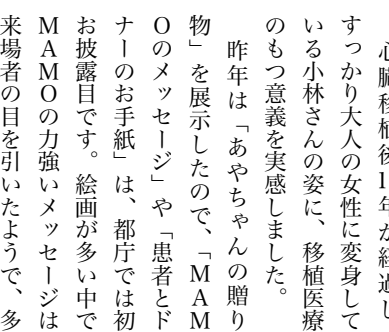 心臓移植後1年が経過し
すっかり大人の女性に変身して
いる小林さんの姿に、移植医療
のもつ意義を実感しました。
昨年は「あやちゃんの贈り
物」を展示したので、「MAM
Oのメッセージ」や「患者とド
ナーのお手紙」は、都庁では初
お披露目です。絵画が多い中で
MAMOの力強いメッセージは
来場者の目を引いたようで、多